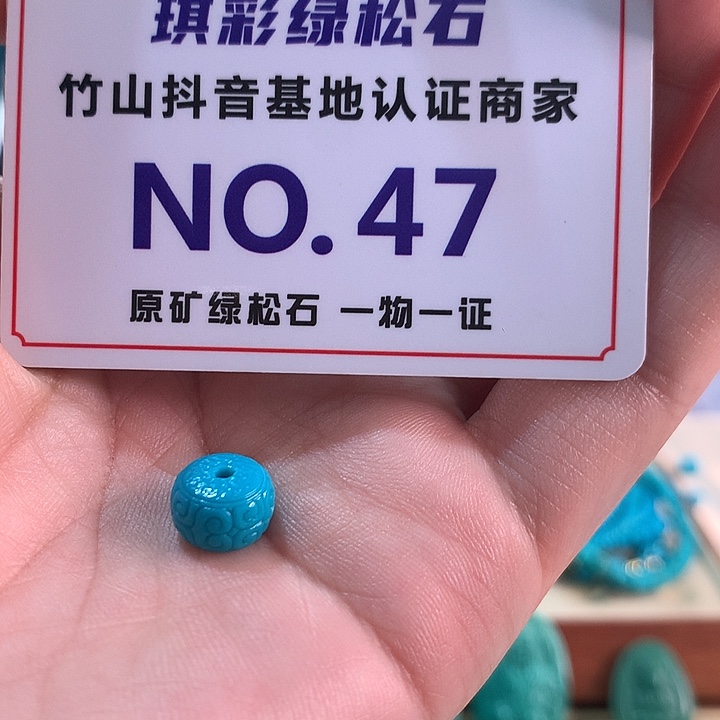 琪彩绿松石
竹山抖音基地认证商家
NO.47
原矿绿松石 一物一证